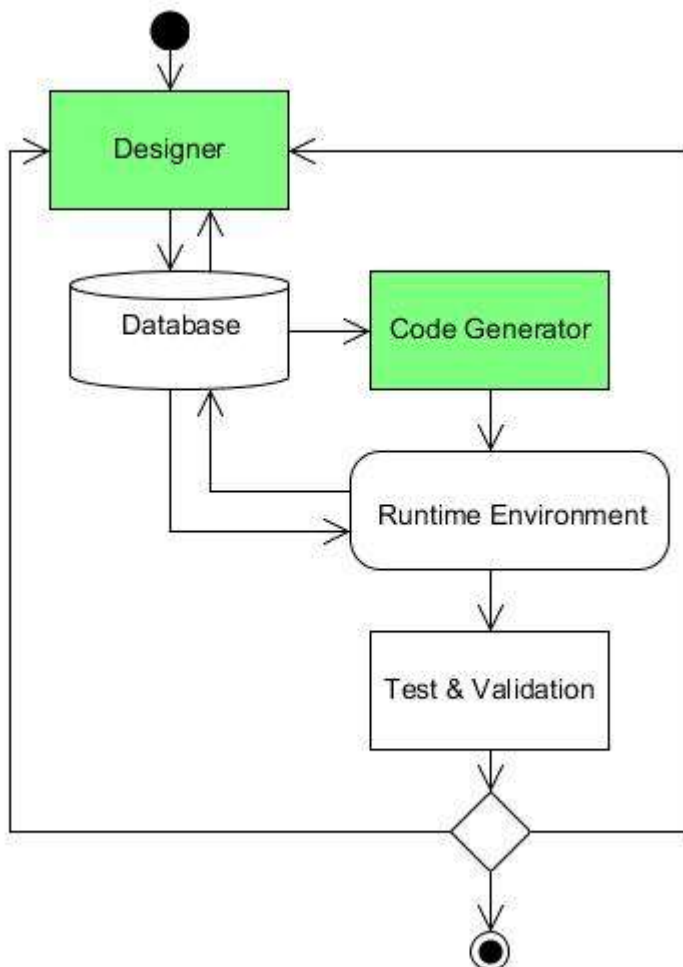 Designer
Database
Code Generator
Runtime Environment
Test & Validation